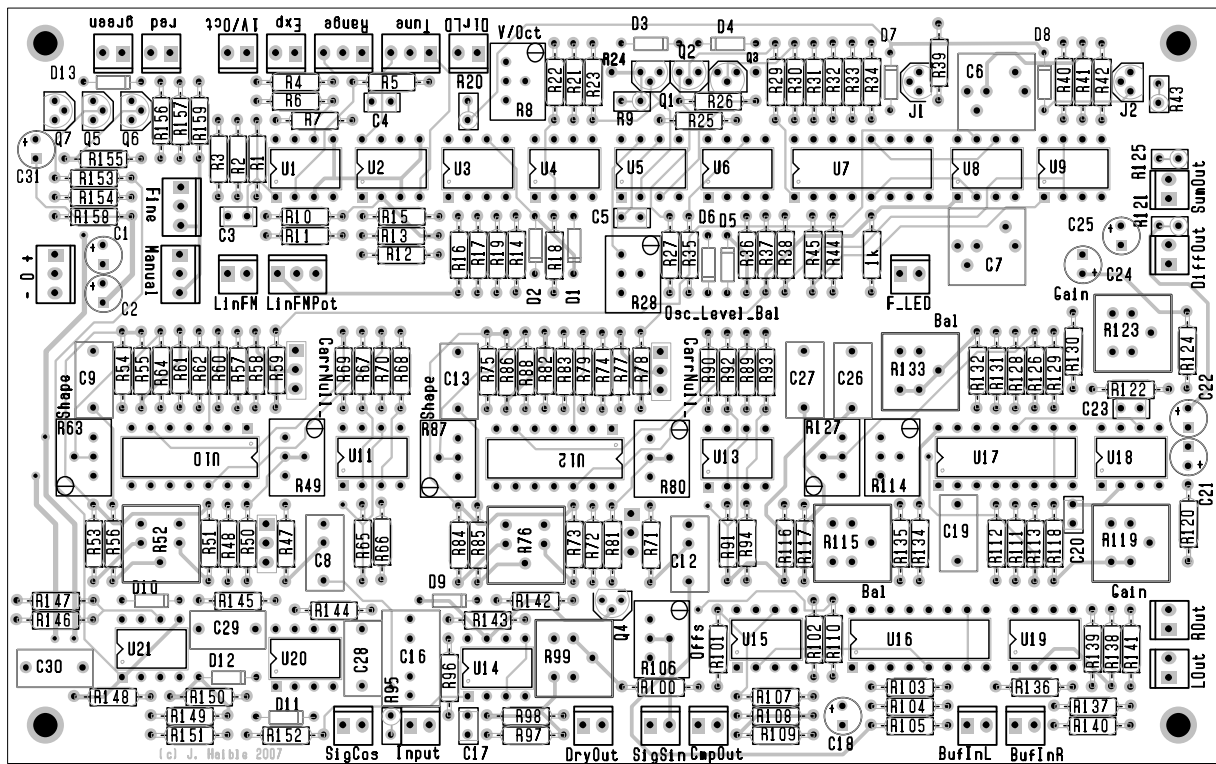 green
red
1V/Oct
Exp
Range
Tune
DirLD
V/Oct
D3
D4
D7
D8
D13
R4
R5
R20
R8
R22
R21
R23
R24
Q2
Q3
R29
R30
R31
R32
R33
R34
R39
C6
R40
R41
R42
J2
R43
R6
C4
Q1
R9
R26
R25
J1
Q7
Q5
Q6
R156
R157
R159
R7
C31
R155
R153
R154
R158
R3
R2
R1
U1
U2
U3
U4
U5
U6
U7
U8
U9
R125
SumOut
R121
Fine
C3
R10
R11
R15
R13
R12
C5
D6
D5
C25
C1
- 0 +
C2
Manual
LinFM
LinFMPot
R16
R17
R19
R14
D2
R18
D1
R28
R27
R35
R36
R37
R38
R45
R44
1k
F_LED
C7
C24
DiffOut
Osc_Level_Bal
Gain
Bal
R123
R130
R124
C9
R54
R55
R64
R61
R62
R60
R57
R58
R59
CarrNull
R69
R67
R70
R68
C13
R75
R86
R88
R82
R83
R79
R74
R77
R78
CarrNull
R90
R92
R89
R93
C27
C26
R133
R132
R131
R128
R126
R129
R122
C23
C22
Shape
R63
U10
R49
U11
Shape
R87
U12
R80
U13
R127
R114
U17
U18
C21
R53
R56
R52
R51
R48
R50
R47
C8
R65
R66
R84
R85
R76
R73
R72
R81
R71
C12
R91
R94
R116
R117
R115
R135
R134
C19
R112
R111
R113
R118
C20
R119
R120
Bal
Gain
D10
R147
R146
R145
R144
D9
R142
R143
Q4
C30
U21
C29
U20
C28
R95
C16
R96
U14
R99
R106
Offs
R101
U15
R102
R110
U16
U19
R139
R138
R141
ROut
LOut
D12
R148
R150
R149
R151
D11
R152
R100
R98
R97
R107
R108
R109
C18
R103
R104
R105
R136
R137
R140
SigCos
Input
C17
DryOut
SigSin
CmpOut
BufInL
BufInR
(c) J. Haible 2007